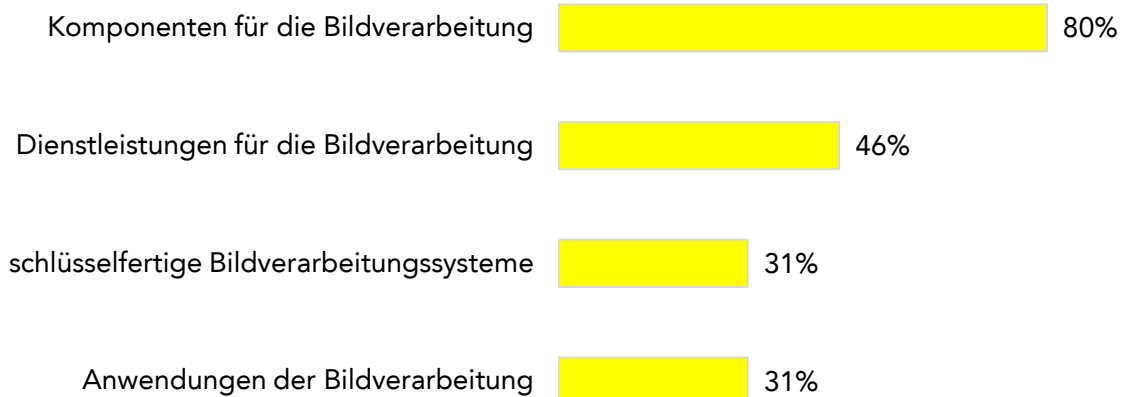 Komponenten für die Bildverarbeitung 80%
Dienstleistungen für die Bildverarbeitung 46%
schlüsselfertige Bildverarbeitungssysteme 31%
Anwendungen der Bildverarbeitung 31%